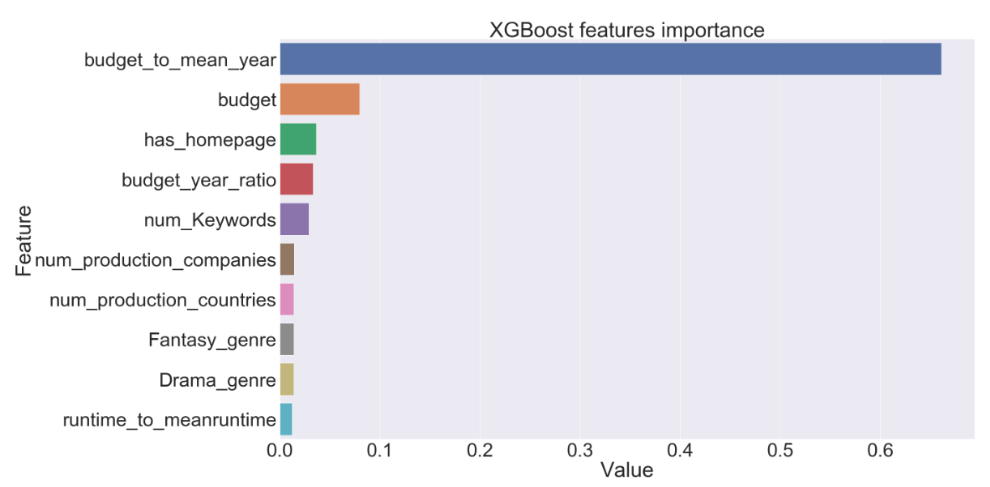 XGBoost features importance
Feature
budget_to_mean_year
budget
has_homepage
budget_year_ratio
num_Keywords
num_production_companies
num_production_countries
Fantasy_genre
Drama_genre
runtime_to_meanruntime
0.0 0.1 0.2 0.3 0.4 0.5 0.6
Value